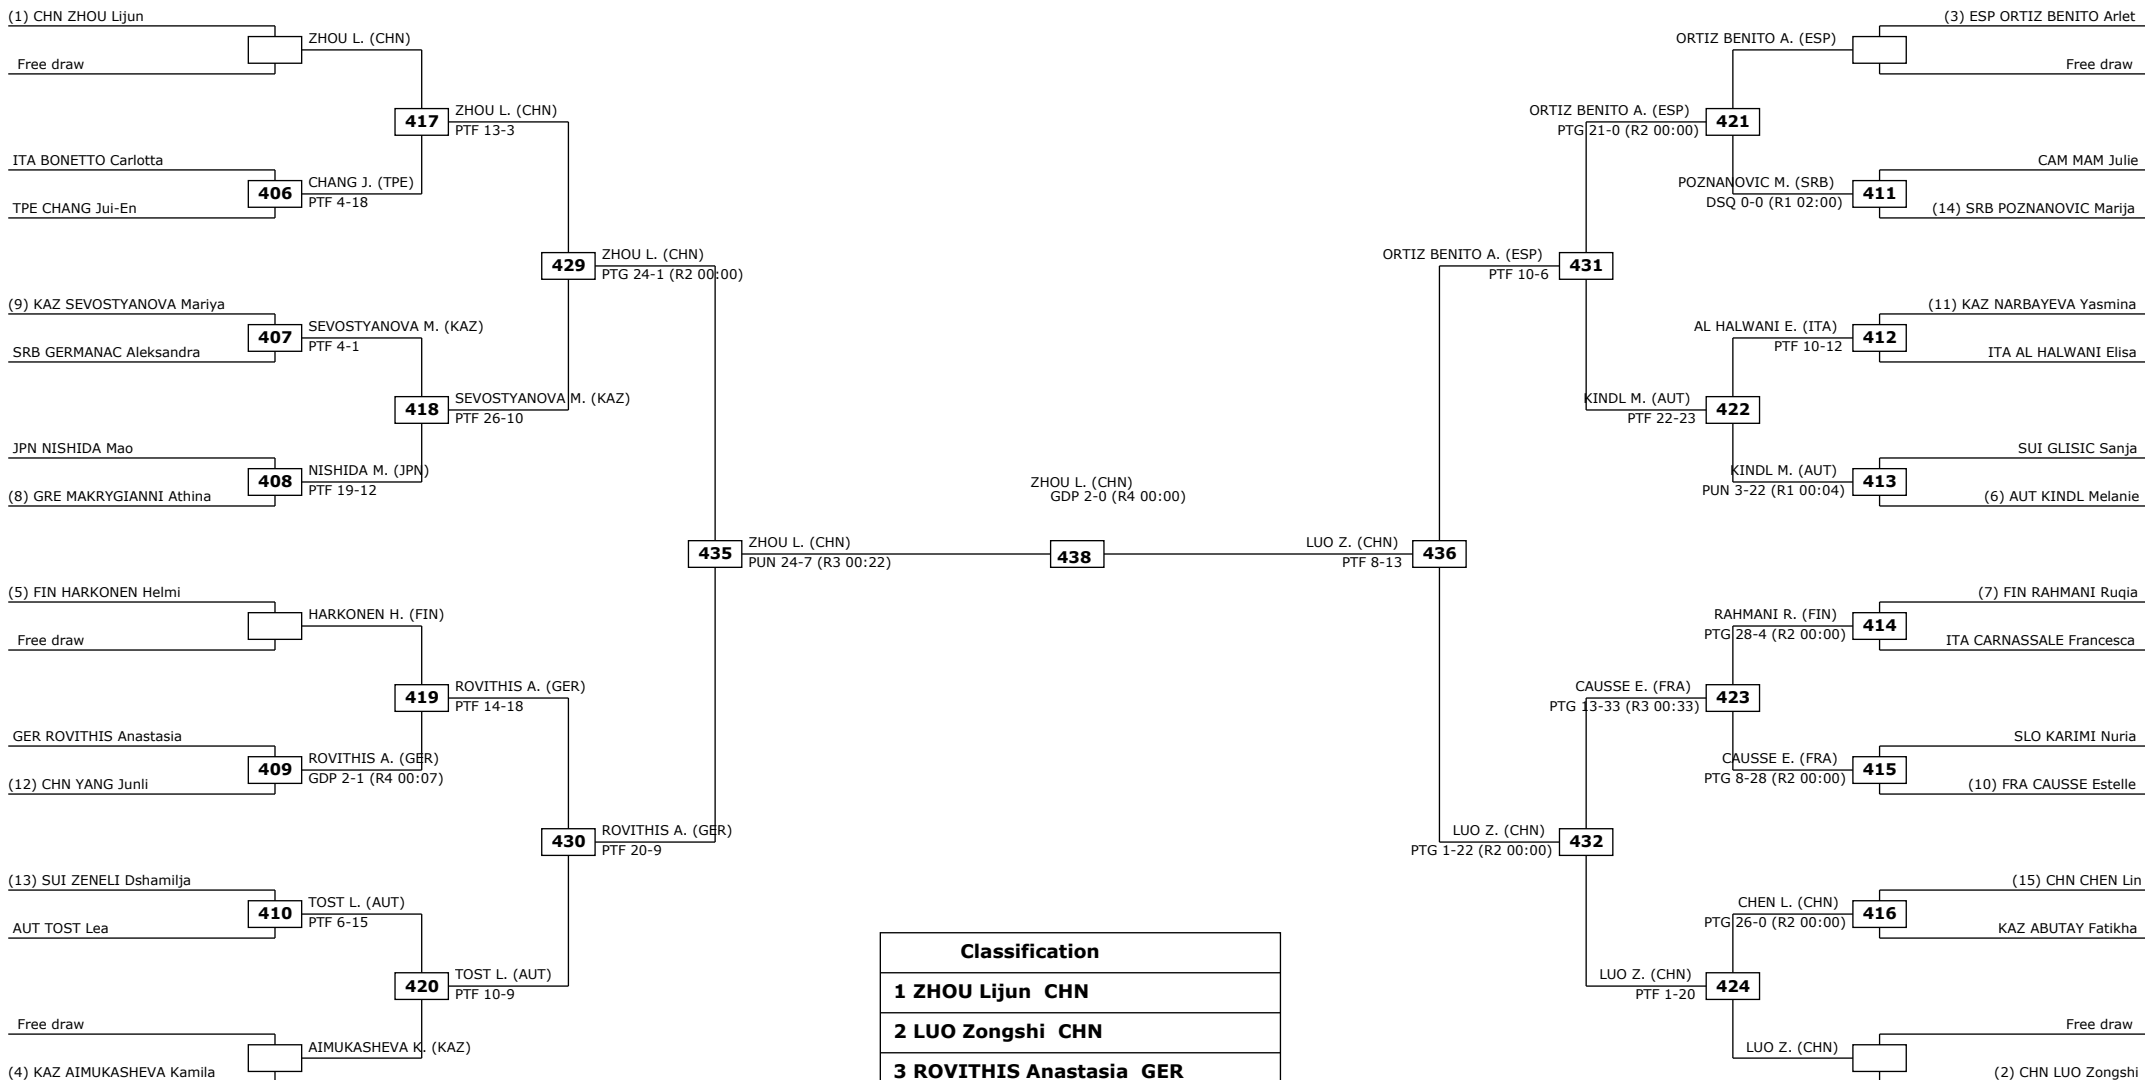 (1) CHN ZHOU Lijun
ZHOU L. (CHN)
Free draw
ZHOU L. (CHN)
417
PTF 13-3
ITA BONETTO Carlotta
406
CHANG J. (TPE)
PTF 4-18
TPE CHANG Jui-En
429
ZHOU L. (CHN)
PTG 24-1 (R2 00:00)
(9) KAZ SEVOSTYANOVA Mariya
407
SEVOSTYANOVA M. (KAZ)
PTF 4-1
SRB GERMANAC Aleksandra
418
SEVOSTYANOVA M. (KAZ)
PTF 26-10
JPN NISHIDA Mao
408
NISHIDA M. (JPN)
PTF 19-12
(8) GRE MAKRYGIANNI Athina
435
ZHOU L. (CHN)
PUN 24-7 (R3 00:22)
(5) FIN HARKONEN Helmi
HARKONEN H. (FIN)
Free draw
419
ROVITHIS A. (GER)
PTF 14-18
GER ROVITHIS Anastasia
409
ROVITHIS A. (GER)
GDP 2-1 (R4 00:07)
(12) CHN YANG Junli
430
ROVITHIS A. (GER)
PTF 20-9
(13) SUI ZENELI Dshamilja
410
TOST L. (AUT)
PTF 6-15
AUT TOST Lea
420
TOST L. (AUT)
PTF 10-9
Free draw
AIMUKASHEVA K. (KAZ)
(4) KAZ AIMUKASHEVA Kamila
ZHOU L. (CHN)
GDP 2-0 (R4 00:00)
438
(3) ESP ORTIZ BENITO Arlet
ORTIZ BENITO A. (ESP)
Free draw
ORTIZ BENITO A. (ESP)
PTG 21-0 (R2 00:00)
421
CAM MAM Julie
POZNANOVIC M. (SRB)
DSQ 0-0 (R1 02:00)
411
(14) SRB POZNANOVIC Marija
ORTIZ BENITO A. (ESP)
PTF 10-6
431
(11) KAZ NARBAYEVA Yasmina
AL HALWANI E. (ITA)
PTF 10-12
412
ITA AL HALWANI Elisa
KINDL M. (AUT)
PTF 22-23
422
SUI GLISIC Sanja
KINDL M. (AUT)
PUN 3-22 (R1 00:04)
413
(6) AUT KINDL Melanie
LUO Z. (CHN)
PTF 8-13
436
(7) FIN RAHMANI Ruqia
RAHMANI R. (FIN)
PTG 28-4 (R2 00:00)
414
ITA CARNASSALE Francesca
CAUSSE E. (FRA)
PTG 13-33 (R3 00:33)
423
SLO KARIMI Nuria
CAUSSE E. (FRA)
PTG 8-28 (R2 00:00)
415
(10) FRA CAUSSE Estelle
LUO Z. (CHN)
PTG 1-22 (R2 00:00)
432
(15) CHN CHEN Lin
CHEN L. (CHN)
PTG 26-0 (R2 00:00)
416
KAZ ABUTAY Fatikha
LUO Z. (CHN)
PTF 1-20
424
Free draw
LUO Z. (CHN)
(2) CHN LUO Zongshi
Classification
1 ZHOU Lijun CHN
2 LUO Zongshi CHN
3 ROVITHIS Anastasia GER